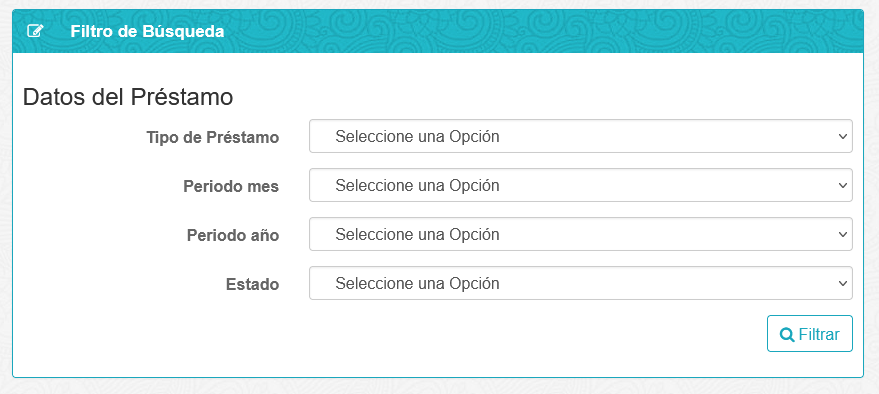 Filtro de Búsqueda
Datos del Préstamo
Tipo de Préstamo Seleccione una Opción
Periodo mes Seleccione una Opción
Periodo año Seleccione una Opción
Estado Seleccione una Opción
Filtrar